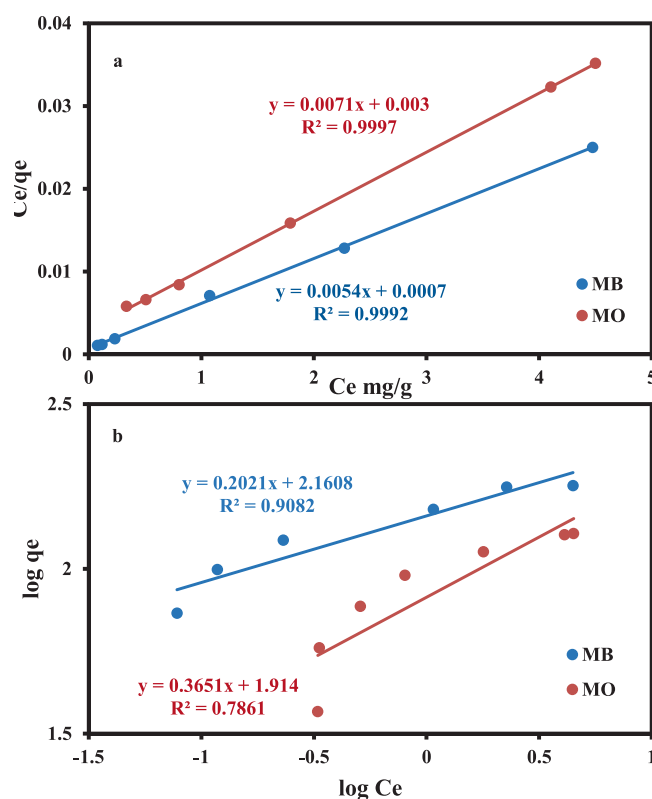 0.04
a
y = 0.0071x + 0.003
R² = 0.9997
0.03
Ce/qe
0.02
0.01
y = 0.0054x + 0.0007
R² = 0.9992
MB
MO
0
0 1 2 3 4 5
Ce mg/g
2.5
b
y = 0.2021x + 2.1608
R² = 0.9082
log qe
2
MB
MO
y = 0.3651x + 1.914
R² = 0.7861
1.5
-1.5 -1 -0.5 0 0.5 1
log Ce